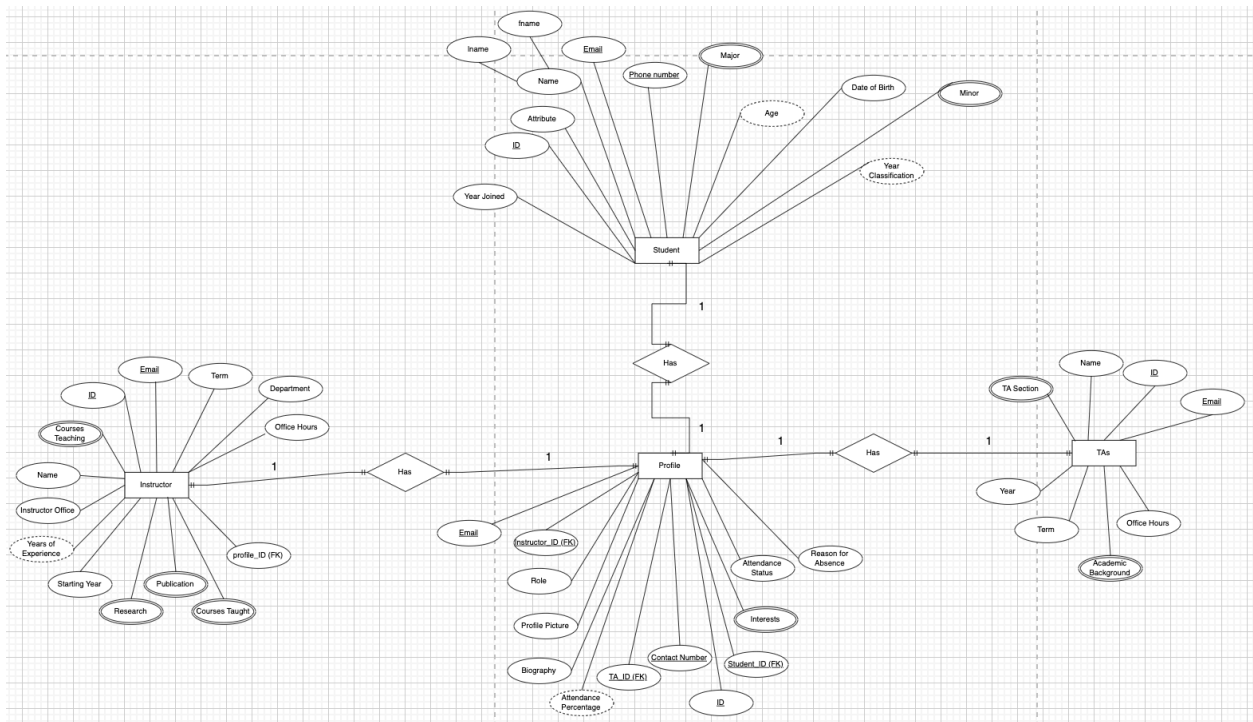 fname
lname
Email
Major
Name
Phone number
Date of Birth
Minor
Age
Attribute
ID
Year
Classification
Year Joined
Student
1
Has
1
Email
Term
ID
Department
Courses
Teaching
Office Hours
Name
Instructor
1
Has
1
Instructor Office
Years of
Experience
profile_ID (FK)
Starting Year
Publication
Research
Courses Taught
Profile
1
Has
1
Email
Instructor_ID (FK)
Reason for
Absence
Attendance
Status
Role
Interests
Profile Picture
Contact Number
Student_ID (FK)
Biography
TA_ID (FK)
Attendance
Percentage
ID
Name
ID
TA Section
Email
TAs
Year
Term
Office Hours
Academic
Background